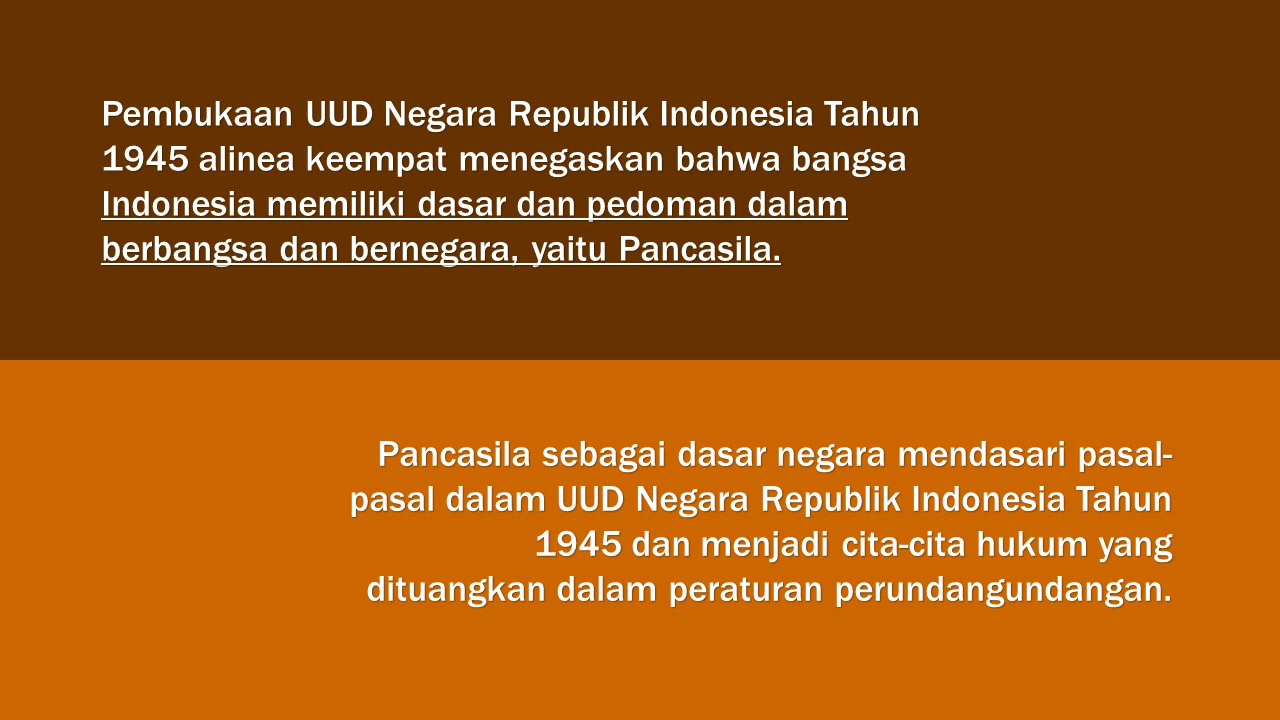 Pembukaan UUD Negara Republik Indonesia Tahun
1945 alinea keempat menegaskan bahwa bangsa
Indonesia memiliki dasar dan pedoman dalam
berbangsa dan bernegara, yaitu Pancasila.
Pancasila sebagai dasar negara mendasari pasal-
pasal dalam UUD Negara Republik Indonesia Tahun
1945 dan menjadi cita-cita hukum yang
dituangkan dalam peraturan perundangundangan.